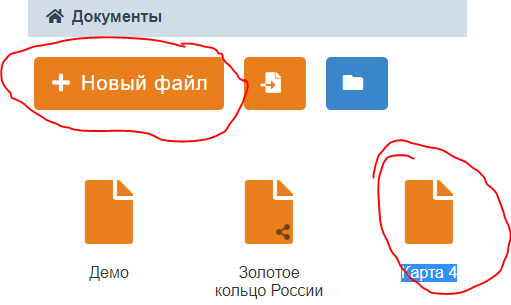 Документы
Новый файл
Демо
Золотое
кольцо России
Карта 4